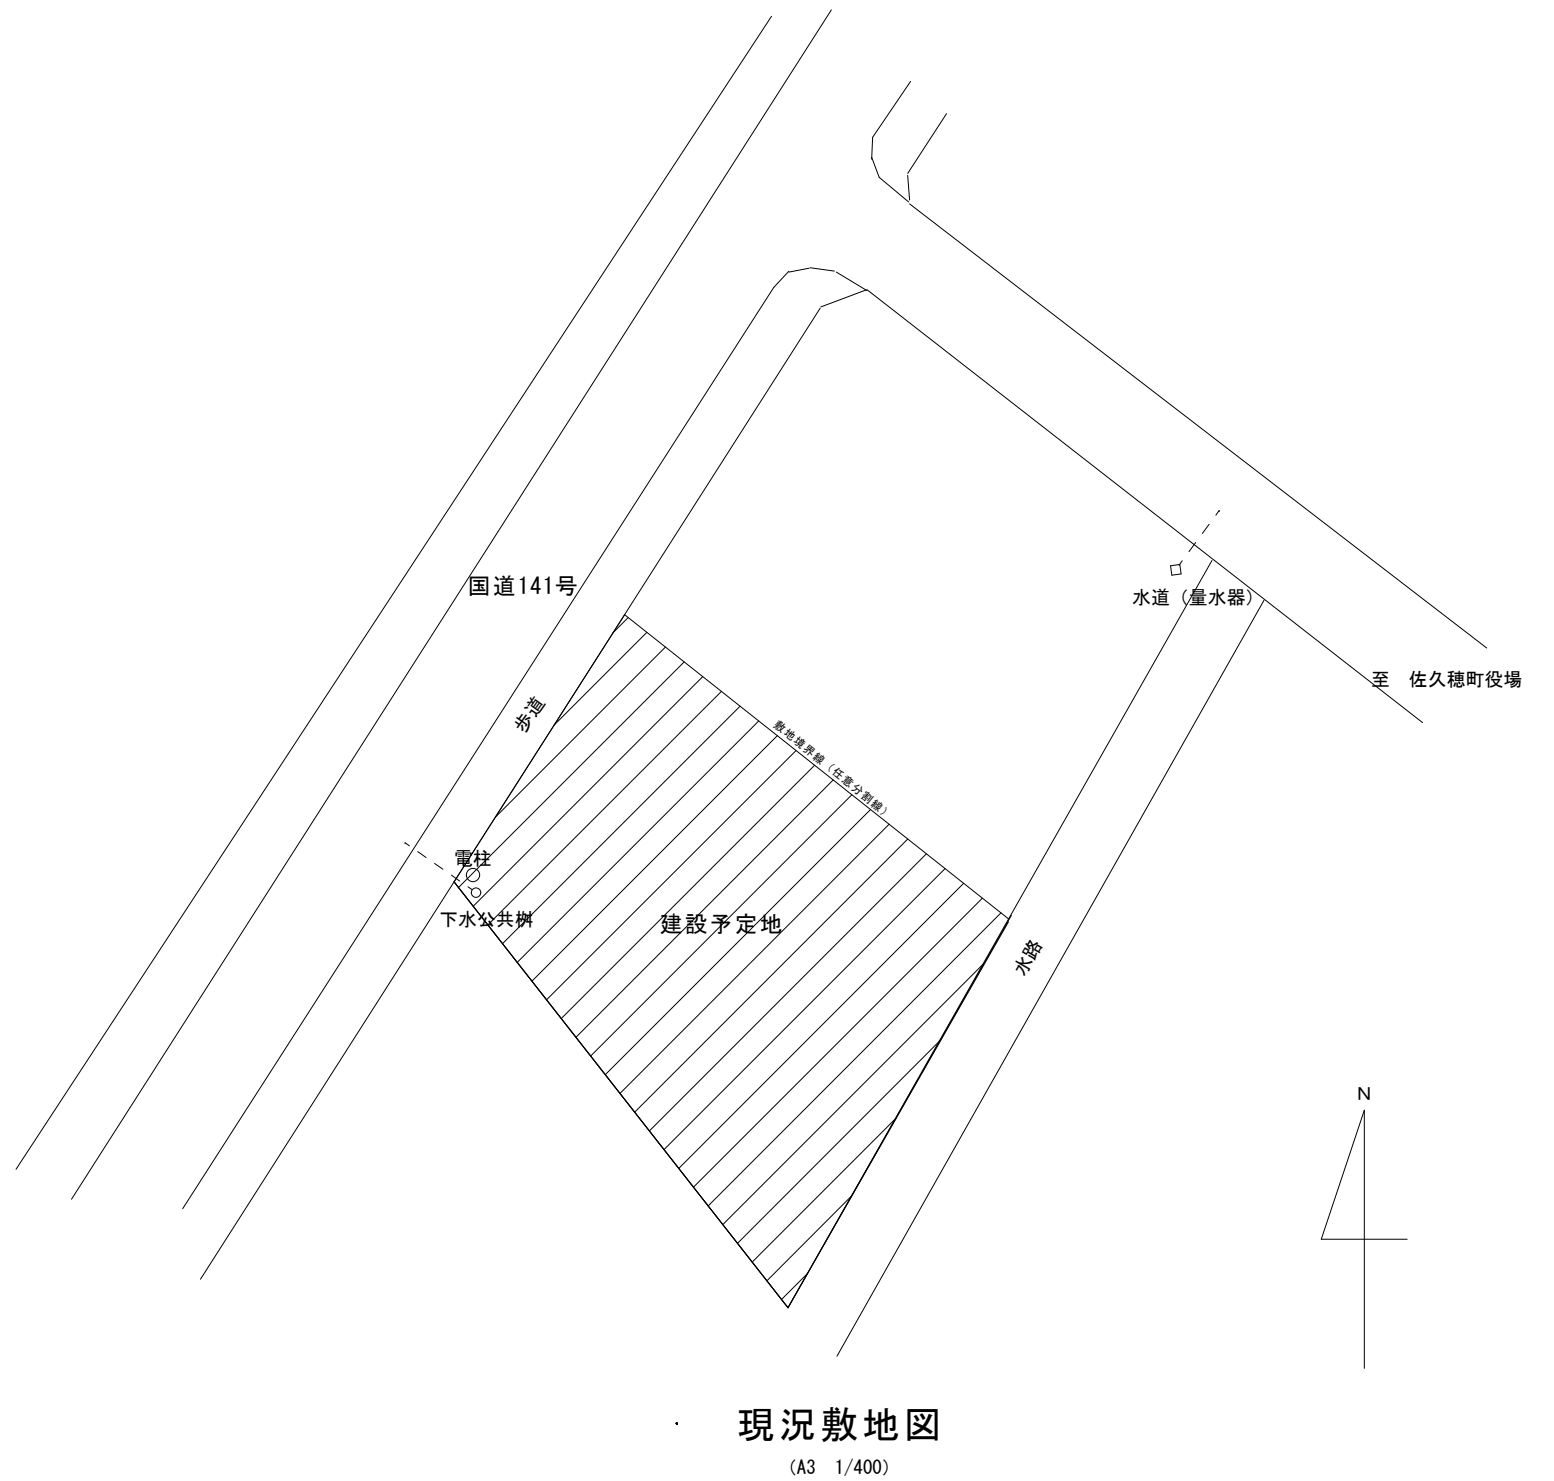 国道141号
水道（量水器）
至　佐久穂町役場
歩道
敷地境界線（任意分割線）
電柱
下水公共桝
建設予定地
水路
N
現況敷地図
(A3　1/400)